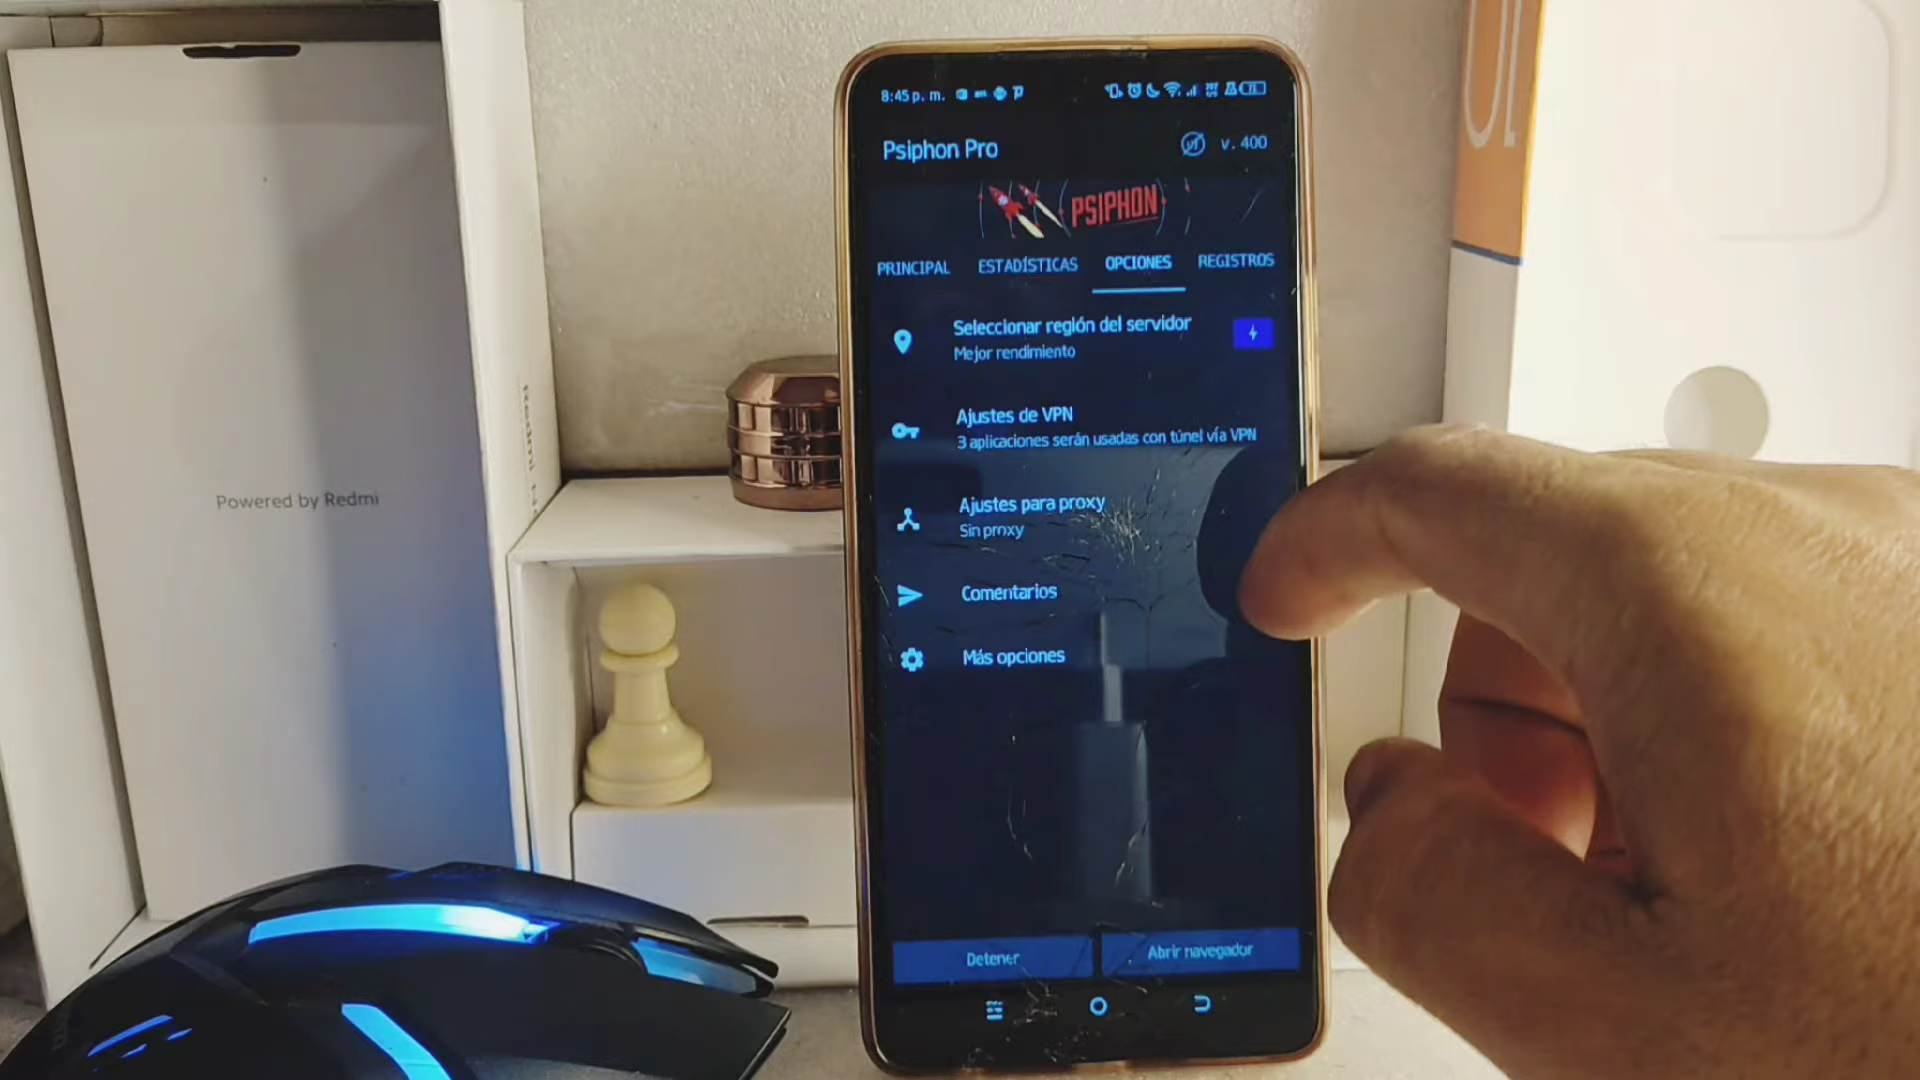 Powered by Redmi
8:45 p. m.
Psiphon Pro
v. 400
PSIPHON
PRINCIPAL ESTADÍSTICAS OPCIONES REGISTROS
Seleccionar región del servidor
Mejor rendimiento
Ajustes de VPN
3 aplicaciones serán usadas con túnel vía VPN
Ajustes para proxy
Sin proxy
Comentarios
Más opciones
Detener Abrir navegador